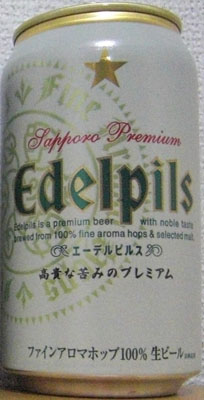 Sapporo Premium
Edelpils
Edelpils is a premium beer with noble taste
brewed from 100% fine aroma hops & selected malt.
エーデルピルス
高貴な苦みのプレミアム
ファインアロマホップ100% 生ビール